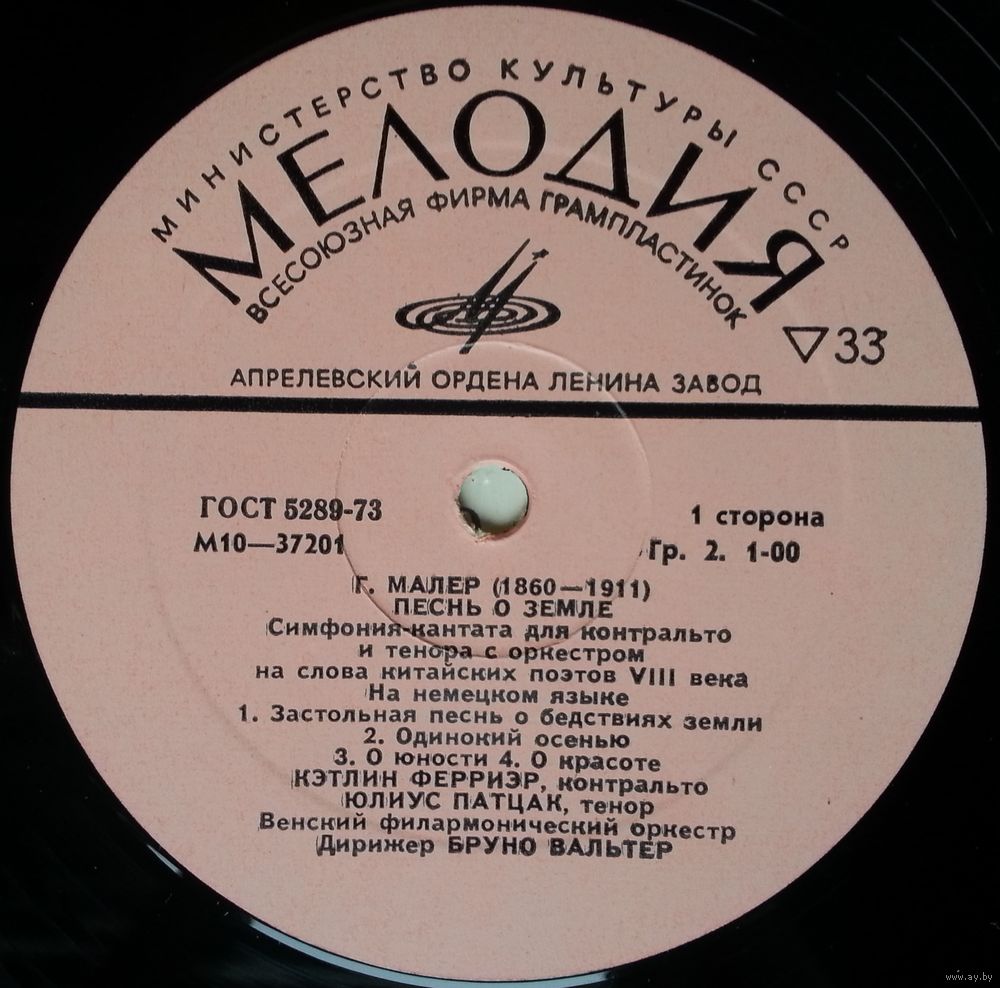 МИНИСТЕРСТВО КУЛЬТУРЫ СССР
МЕЛОДИЯ
ВСЕСОЮЗНАЯ ФИРМА ГРАМПЛАСТИНОК
33
АПРЕЛЕВСКИЙ ОРДЕНА ЛЕНИНА ЗАВОД
ГОСТ 5289-73
1 сторона
М10—37201
Гр. 2. 1-00
Г. МАЛЕР (1860—1911)
ПЕСНЬ О ЗЕМЛЕ
Симфония-кантата для контральто
и тенора с оркестром
на слова китайских поэтов VIII века
На немецком языке
1. Застольная песнь о бедствиях земли
2. Одинокий осенью
3. О юности 4. О красоте
КЭТЛИН ФЕРРИЭР, контральто
ЮЛИУС ПАТЦАК, тенор
Венский филармонический оркестр
Дирижер БРУНО ВАЛЬТЕР
www.ay.by